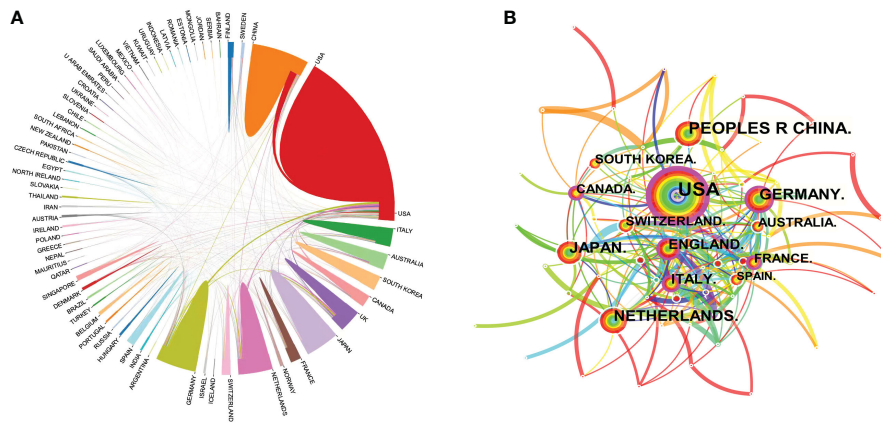 A
BAHRAIN
SERBIA
JORDAN
MONGOLIA
ESTONIA
ROMANIA
LATVIA
INDONESIA
URUGUAY
KUWAIT
VIETNAM
MEXICO
LUXEMBOURG
SAUDI ARABIA
PERU
U ARAB EMIRATES
CROATIA
UKRAINE
SLOVENIA
CHILE
LEBANON
SOUTH AFRICA
NEW ZEALAND
PAKISTAN
CZECH REPUBLIC
EGYPT
NORTH IRELAND
SLOVAKIA
THAILAND
IRAN
AUSTRIA
IRELAND
POLAND
GREECE
NEPAL
MAURITIUS
QATAR
SINGAPORE
DENMARK
BRAZIL
TURKEY
BELGIUM
PORTUGAL
RUSSIA
HUNGARY
SPAIN
INDIA
ARGENTINA
GERMANY
ISRAEL
ICELAND
SWITZERLAND
NETHERLANDS
NORWAY
FRANCE
JAPAN
UK
CANADA
SOUTH KOREA
AUSTRALIA
ITALY
USA
USA
CHINA
SWEDEN
FINLAND
B
PEOPLES R CHINA.
SOUTH KOREA.
CANADA.
USA
GERMANY.
SWITZERLAND.
AUSTRALIA.
JAPAN.
ENGLAND.
FRANCE.
ITALY.
SPAIN.
NETHERLANDS.